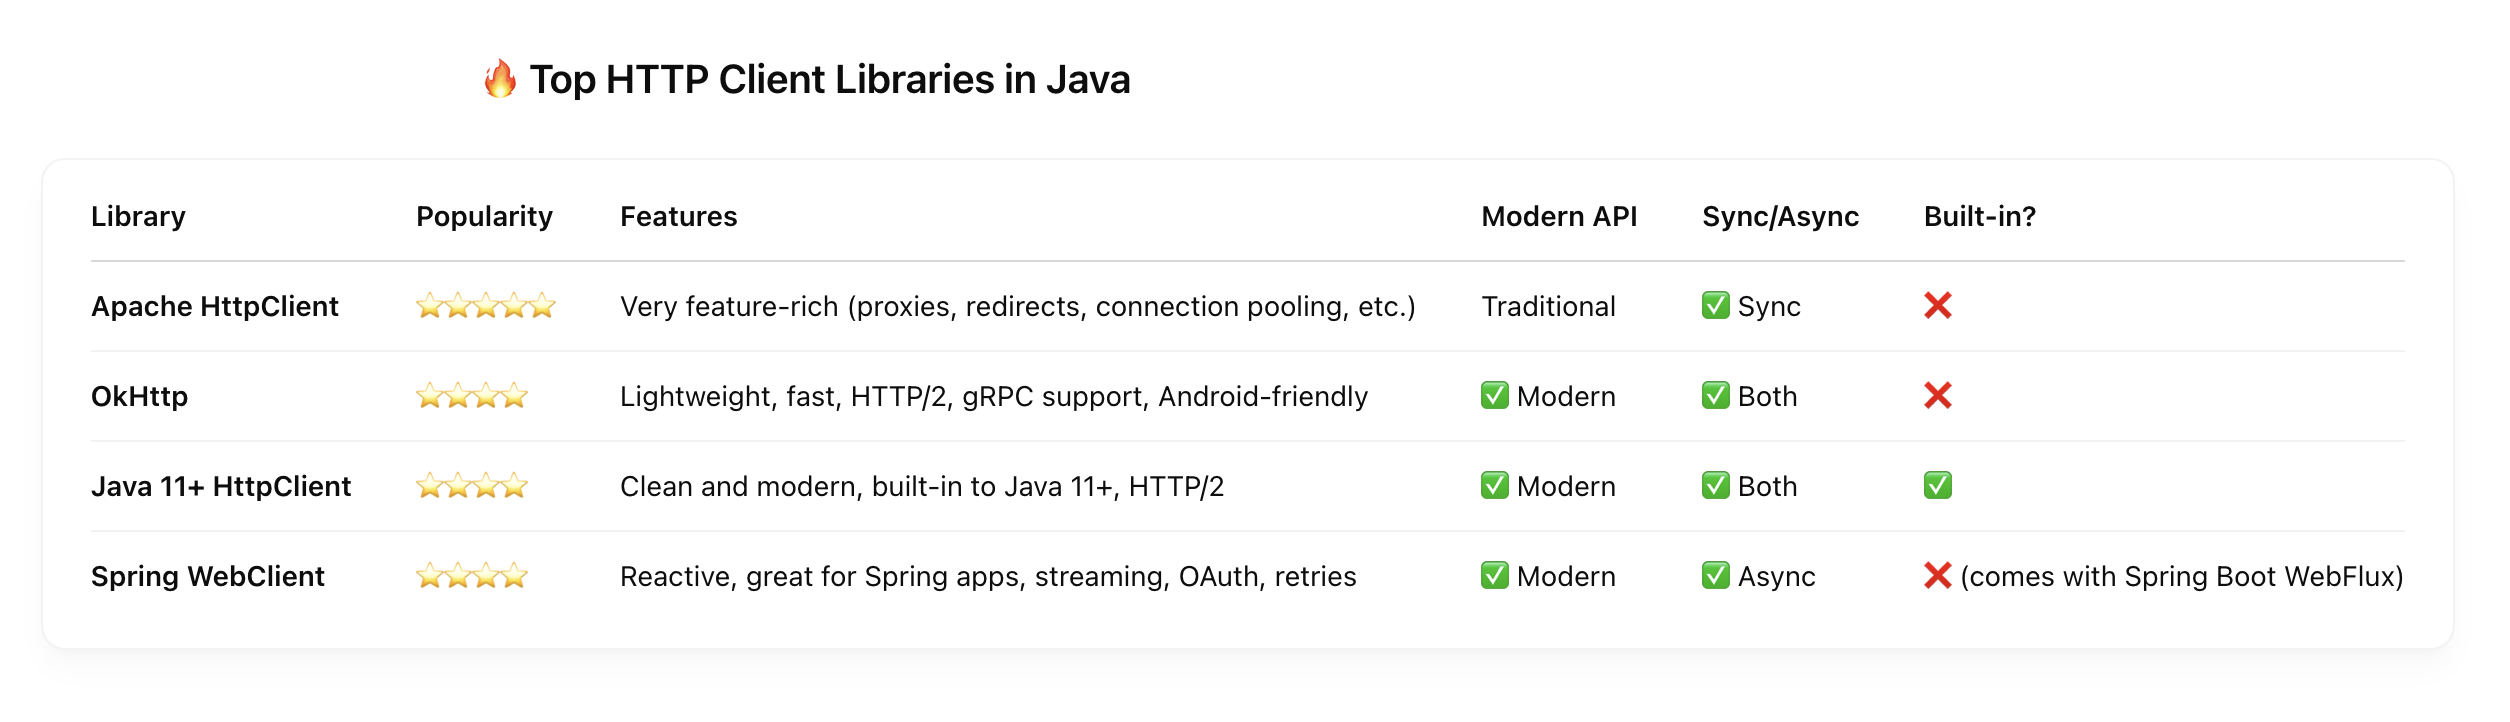 🔥 Top HTTP Client Libraries in Java
Library Popularity Features Modern API Sync/Async Built-in?
Apache HttpClient ⭐⭐⭐⭐⭐ Very feature-rich (proxies, redirects, connection pooling, etc.) Traditional ✅ Sync ❌
OkHttp ⭐⭐⭐⭐ Lightweight, fast, HTTP/2, gRPC support, Android-friendly ✅ Modern ✅ Both ❌
Java 11+ HttpClient ⭐⭐⭐⭐ Clean and modern, built-in to Java 11+, HTTP/2 ✅ Modern ✅ Both ✅
Spring WebClient ⭐⭐⭐⭐ Reactive, great for Spring apps, streaming, OAuth, retries ✅ Modern ✅ Async ❌ (comes with Spring Boot WebFlux)